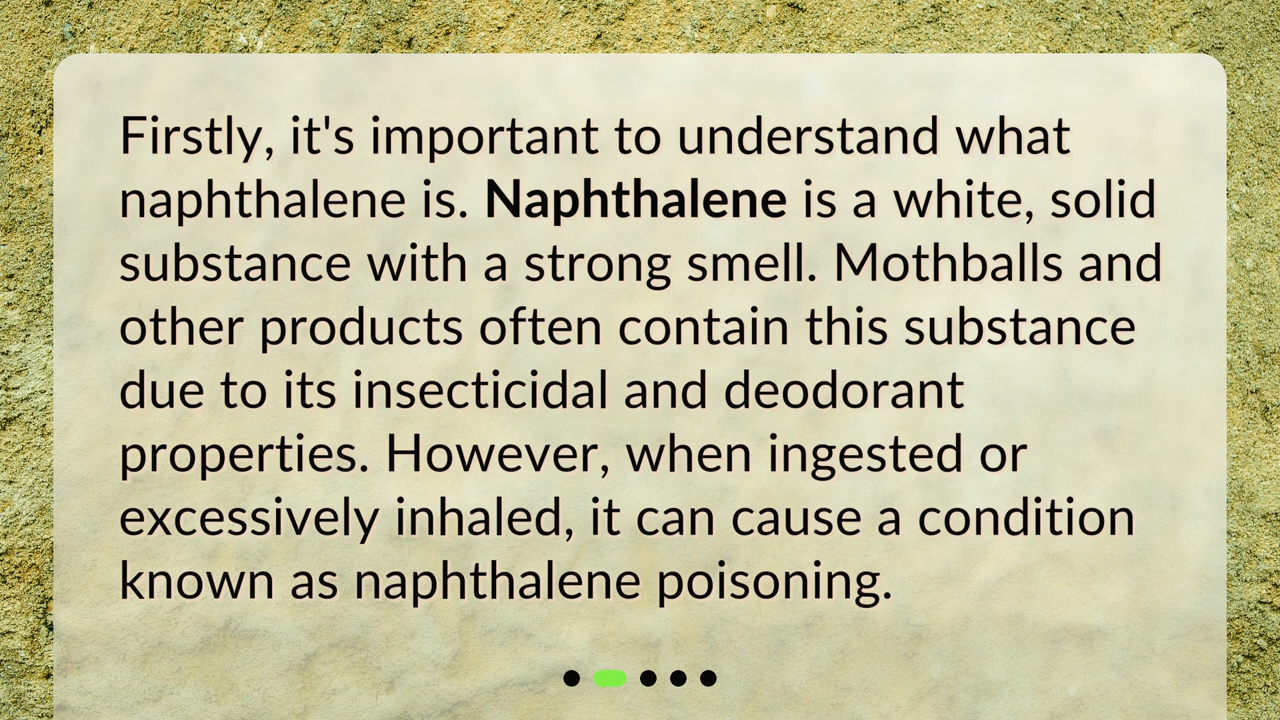 Firstly, it's important to understand what
naphthalene is. Naphthalene is a white, solid
substance with a strong smell. Mothballs and
other products often contain this substance
due to its insecticidal and deodorant
properties. However, when ingested or
excessively inhaled, it can cause a condition
known as naphthalene poisoning.